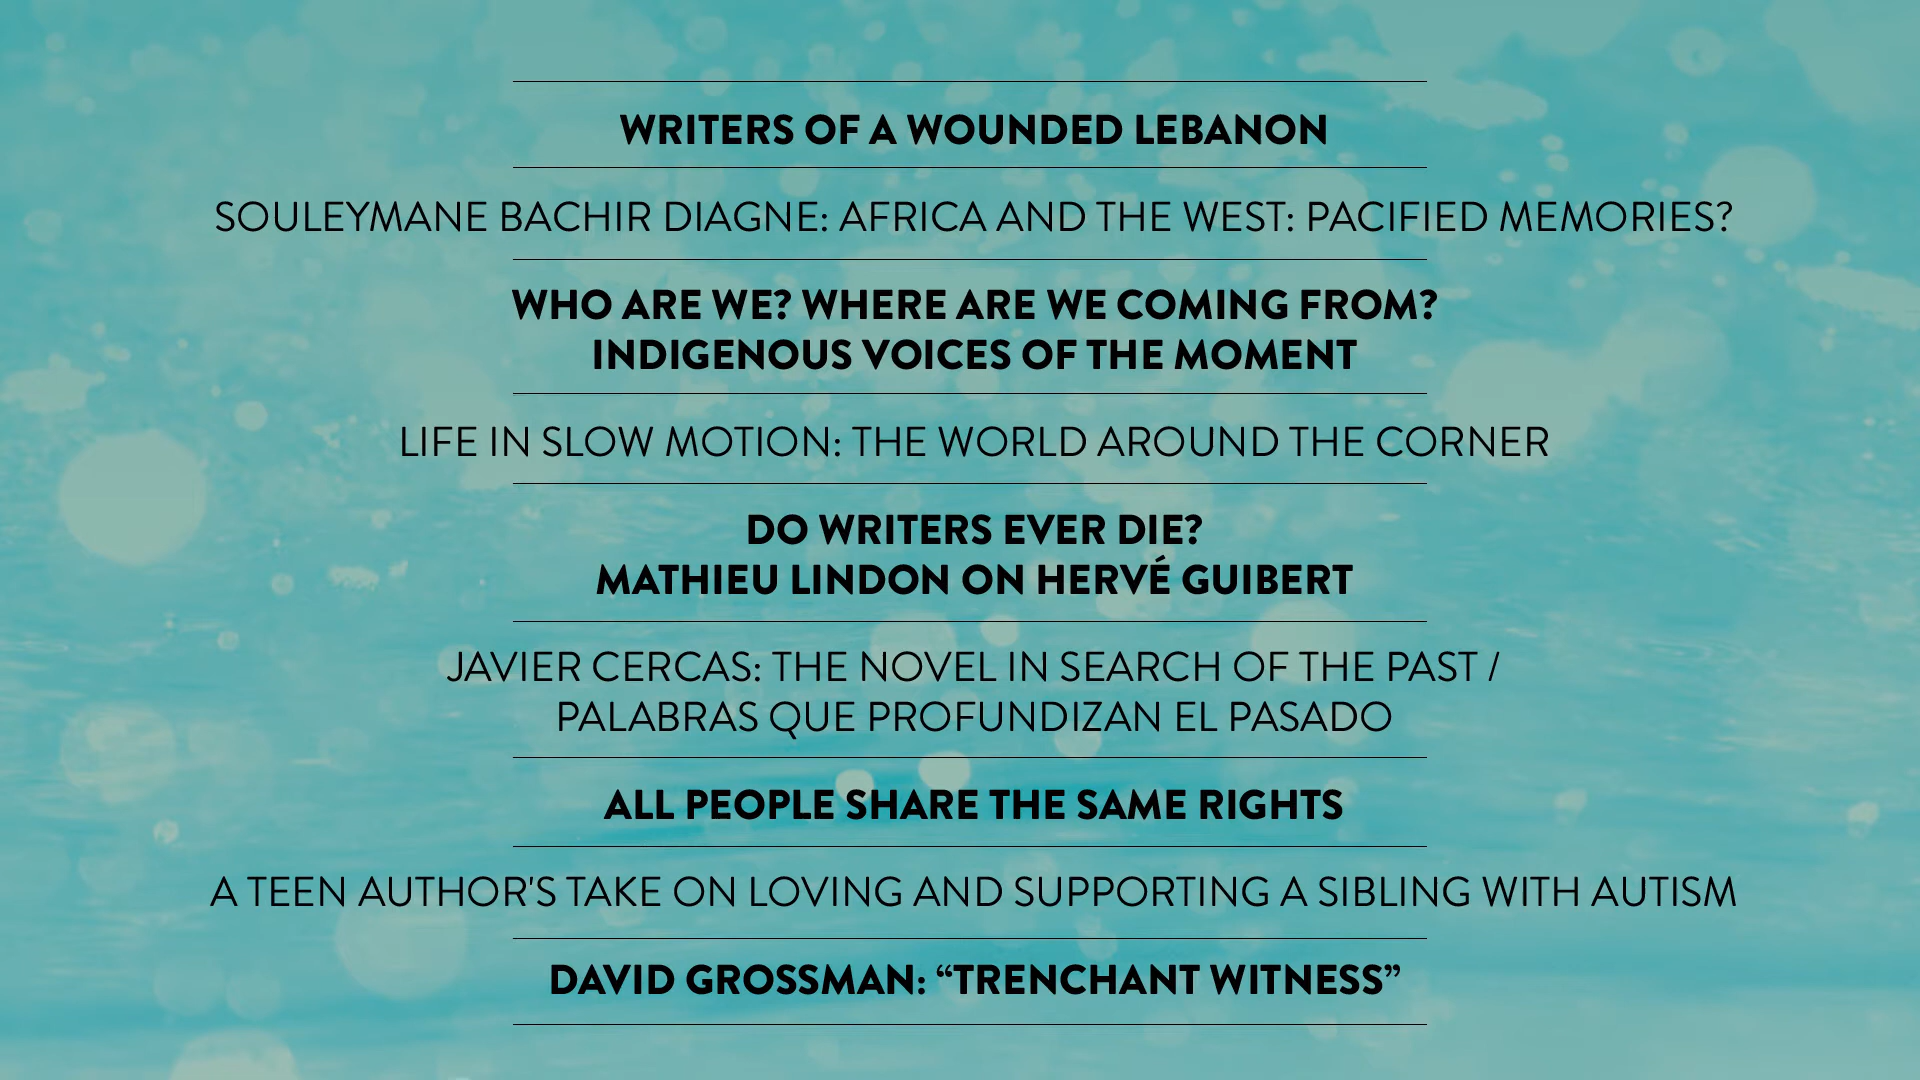 WRITERS OF A WOUNDED LEBANON
SOULEYMANE BACHIR DIAGNE: AFRICA AND THE WEST: PACIFIED MEMORIES?
WHO ARE WE? WHERE ARE WE COMING FROM?
INDIGENOUS VOICES OF THE MOMENT
LIFE IN SLOW MOTION: THE WORLD AROUND THE CORNER
DO WRITERS EVER DIE?
MATHIEU LINDON ON HERVÉ GUIBERT
JAVIER CERCAS: THE NOVEL IN SEARCH OF THE PAST /
PALABRAS QUE PROFUNDIZAN EL PASADO
ALL PEOPLE SHARE THE SAME RIGHTS
A TEEN AUTHOR'S TAKE ON LOVING AND SUPPORTING A SIBLING WITH AUTISM
DAVID GROSSMAN: “TRENCHANT WITNESS”